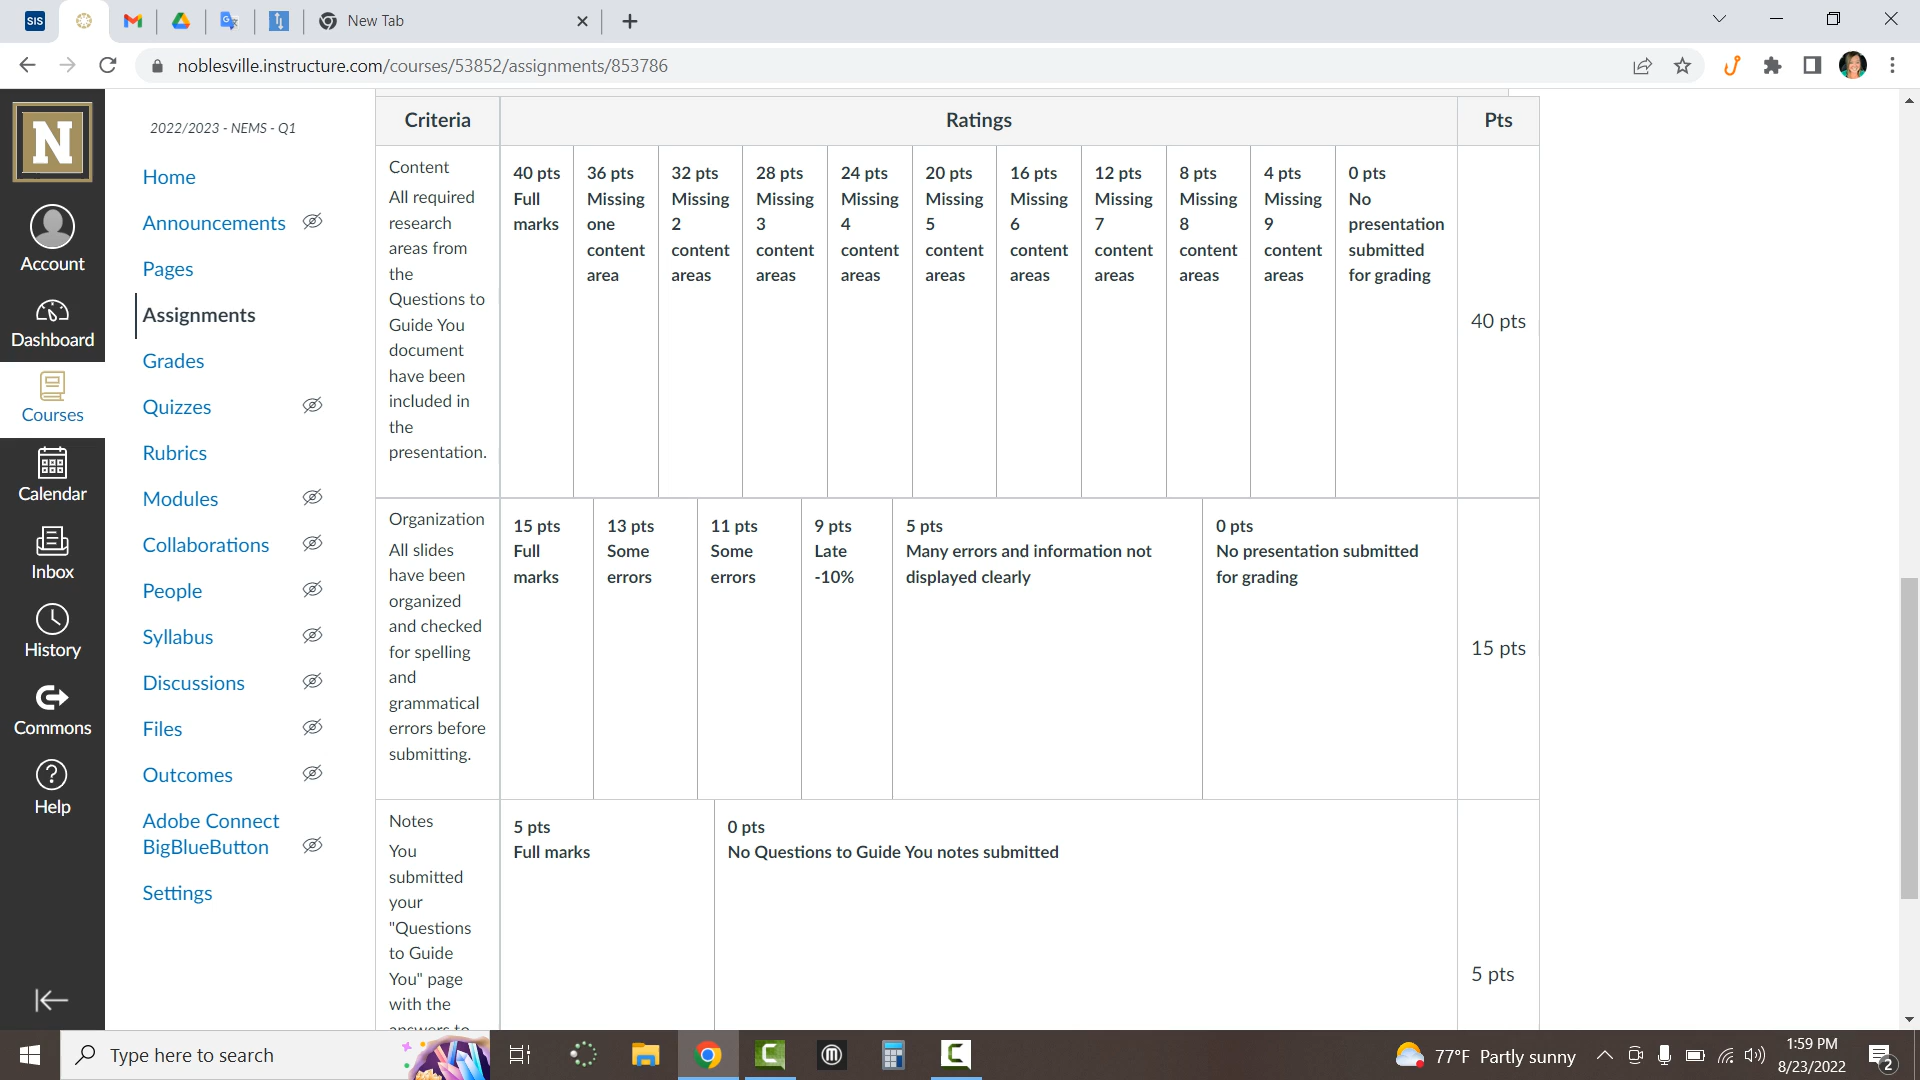 SIS
New Tab
noblesville.instructure.com/courses/53852/assignments/853786
N
Account
Dashboard
Courses
Calendar
Inbox
History
Commons
Help
2022/2023 - NEMS - Q1
Home
Announcements
Pages
Assignments
Grades
Quizzes
Rubrics
Modules
Collaborations
People
Syllabus
Discussions
Files
Outcomes
Adobe Connect
BigBlueButton
Settings
Criteria
Ratings
Pts
Content
All required
research
areas from
the
Questions to
Guide You
document
have been
included in
the
presentation.
40 pts
Full
marks
36 pts
Missing
one
content
area
32 pts
Missing
2
content
areas
28 pts
Missing
3
content
areas
24 pts
Missing
4
content
areas
20 pts
Missing
5
content
areas
16 pts
Missing
6
content
areas
12 pts
Missing
7
content
areas
8 pts
Missing
8
content
areas
4 pts
Missing
9
content
areas
0 pts
No
presentation
submitted
for grading
40 pts
Organization
All slides
have been
organized
and checked
for spelling
and
grammatical
errors before
submitting.
15 pts
Full
marks
13 pts
Some
errors
11 pts
Some
errors
9 pts
Late
-10%
5 pts
Many errors and information not
displayed clearly
0 pts
No presentation submitted
for grading
15 pts
Notes
You
submitted
your
"Questions
to Guide
You" page
with the
answers to
5 pts
Full marks
0 pts
No Questions to Guide You notes submitted
5 pts
Type here to search
77°F Partly sunny
1:59 PM
8/23/2022
2